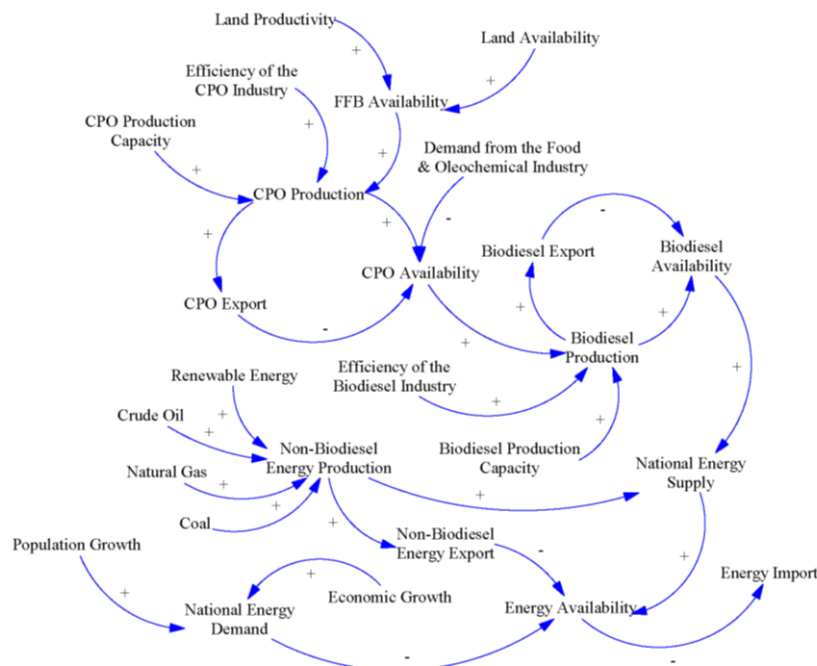 Land Productivity
+
Land Availability
+
Efficiency of the
CPO Industry
+
FFB Availability
+
CPO Production
Capacity
+
Demand from the Food
& Oleochemical Industry
-
CPO Production
+
+
CPO Availability
CPO Export
-
Biodiesel Export
-
Biodiesel
Availability
+
+
+
Biodiesel
Production
+
Efficiency of the
Biodiesel Industry
+
Renewable Energy
+
Crude Oil
+
Non-Biodiesel
Energy Production
Biodiesel Production
Capacity
+
National Energy
Supply
Natural Gas
+
+
Coal
+
+
Non-Biodiesel
Energy Export
-
+
Population Growth
+
National Energy
Demand
+
Economic Growth
Energy Availability
Energy Import
-
-